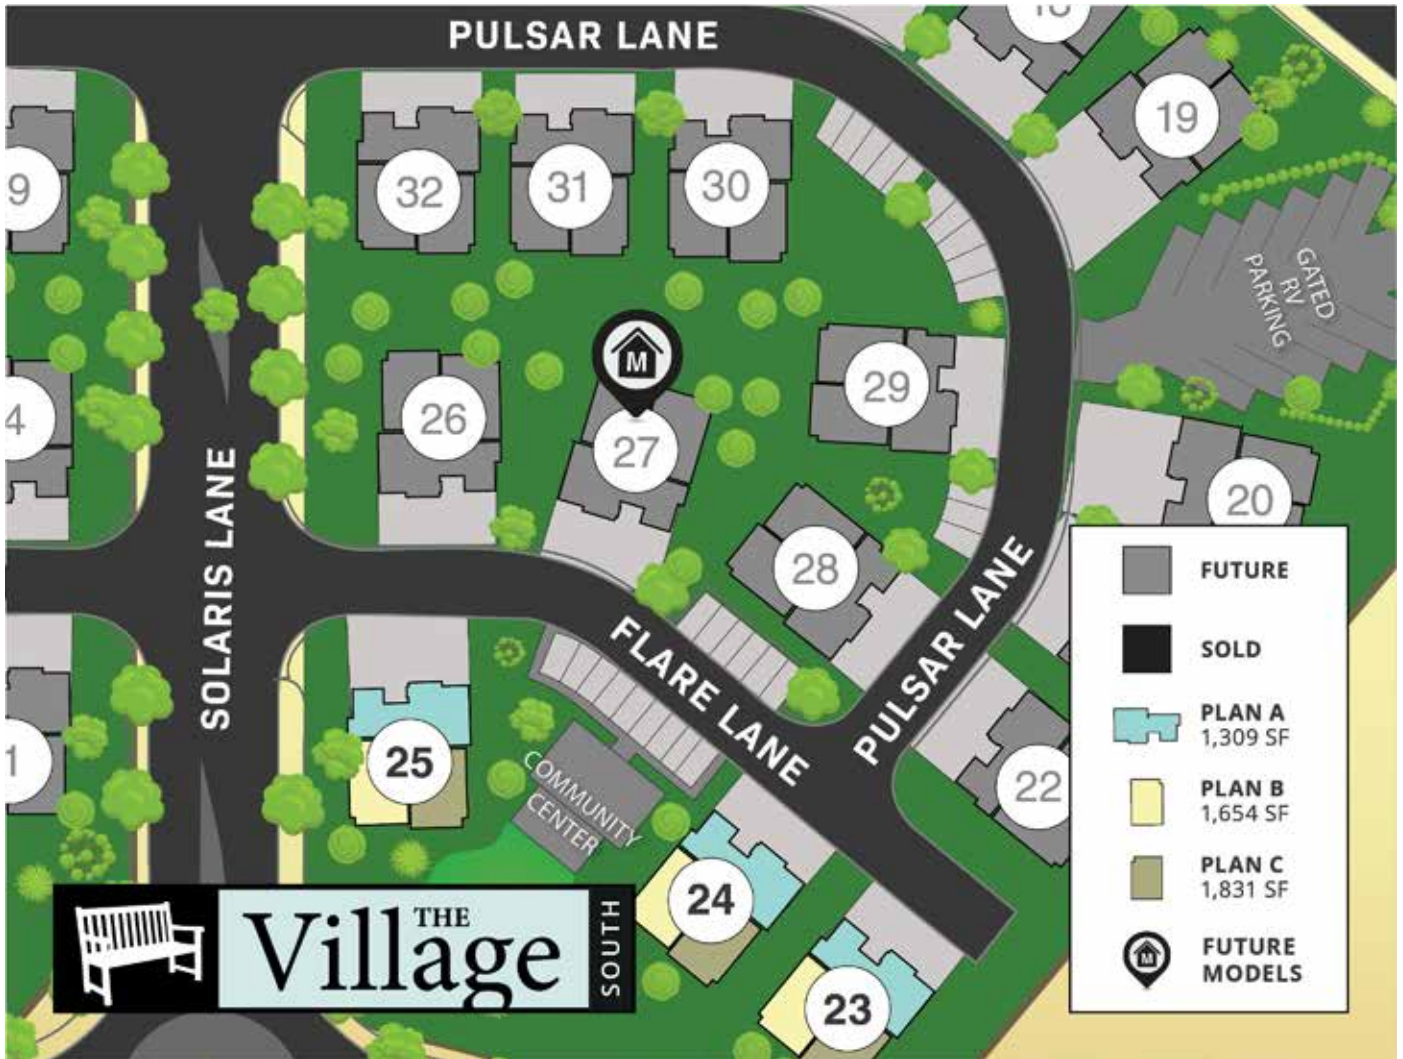 PULSAR LANE
18
19
32
31
30
9
GATED
RV
PARKING
29
26
27
M
4
20
28
SOLARIS LANE
PULSAR LANE
FLARE LANE
25
1
COMMUNITY
CENTER
22
24
23
FUTURE
SOLD
PLAN A
1,309 SF
PLAN B
1,654 SF
PLAN C
1,831 SF
M
FUTURE
MODELS
THE
Village
SOUTH